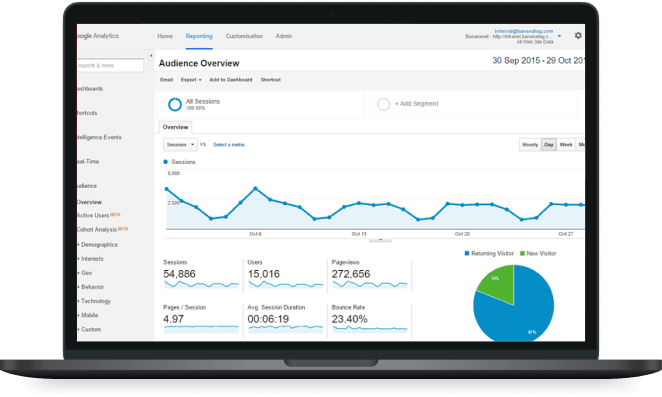 oogle Analytics
Home Reporting Customisation Admin
internal@bananatag.com
Bananasnet - http://intranet.bananatag...
All Web Site Data
reports & more
Audience Overview
30 Sep 2015 - 29 Oct 201
Email Export Add to Dashboard Shortcut
ashboards
hortcuts
ntelligence Events
eal-Time
udience
Overview
Active Users BETA
Cohort Analysis BETA
Demographics
Interests
Geo
Behavior
Technology
Mobile
Custom
All Sessions
100.00%
+ Add Segment
Overview
Sessions VS. Select a metric
Hourly Day Week Mo
Sessions
5,000
2,500
Oct 6 Oct 13 Oct 20 Oct 27
Sessions
54,886
Users
15,016
Pageviews
272,656
Pages / Session
4.97
Avg. Session Duration
00:06:19
Bounce Rate
23.40%
Returning Visitor New Visitor
19%
81%